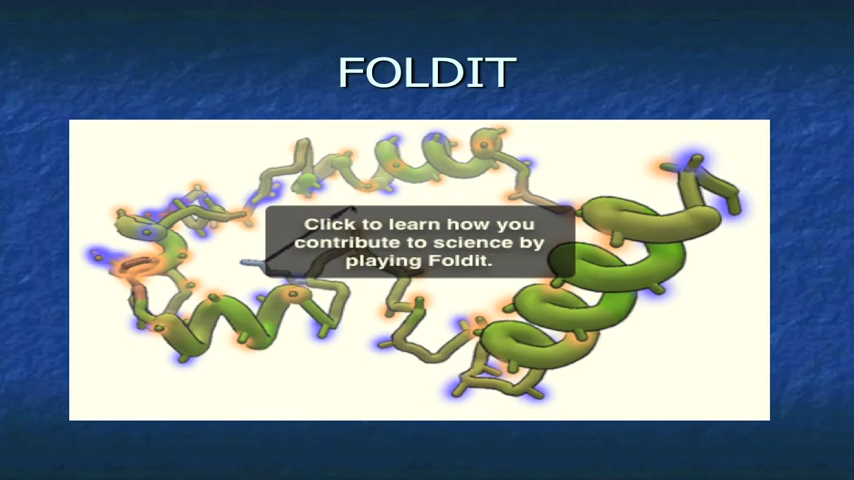 FOLDIT
Click to learn how you
contribute to science by
playing Foldit.